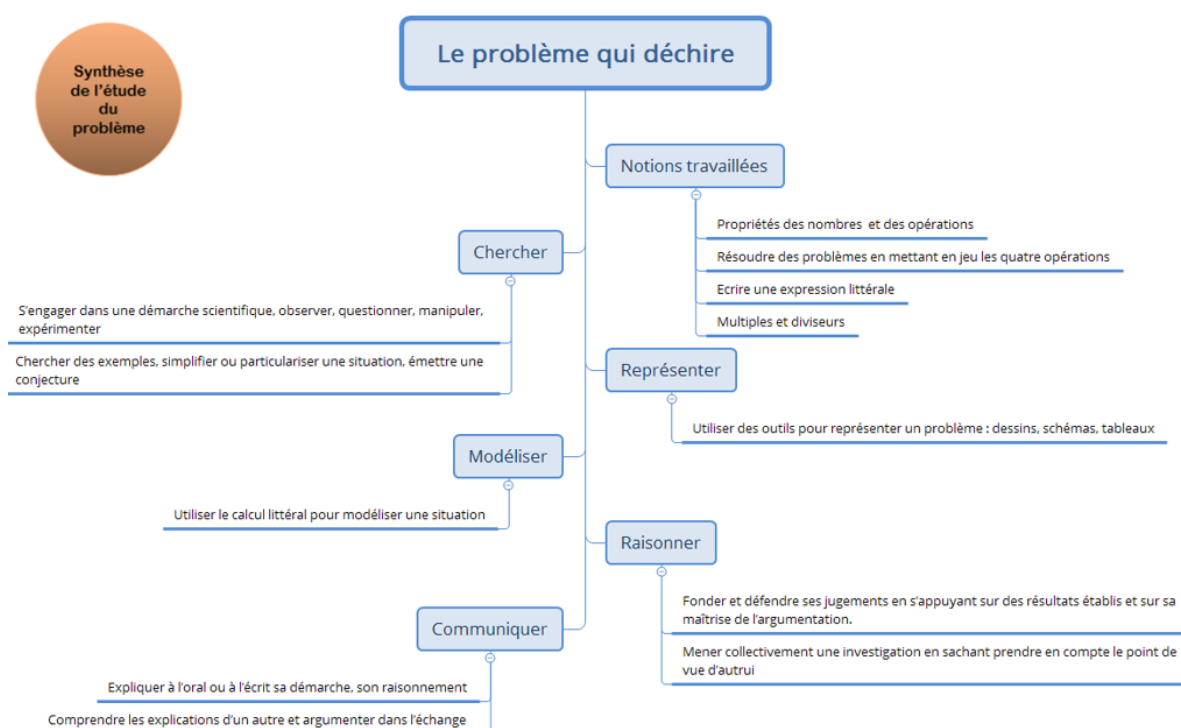 Le problème qui déchire
Synthèse
de l'étude
du
problème
Notions travaillées
Propriétés des nombres et des opérations
Résoudre des problèmes en mettant en jeu les quatre opérations
Ecrire une expression littérale
Multiples et diviseurs
Chercher
S'engager dans une démarche scientifique, observer, questionner, manipuler,
expérimenter
Chercher des exemples, simplifier ou particulariser une situation, émettre une
conjecture
Représenter
Utiliser des outils pour représenter un problème : dessins, schémas, tableaux
Modéliser
Utiliser le calcul littéral pour modéliser une situation
Raisonner
Fonder et défendre ses jugements en s'appuyant sur des résultats établis et sur sa
maîtrise de l'argumentation.
Mener collectivement une investigation en sachant prendre en compte le point de
vue d'autrui
Communiquer
Expliquer à l'oral ou à l'écrit sa démarche, son raisonnement
Comprendre les explications d'un autre et argumenter dans l'échange